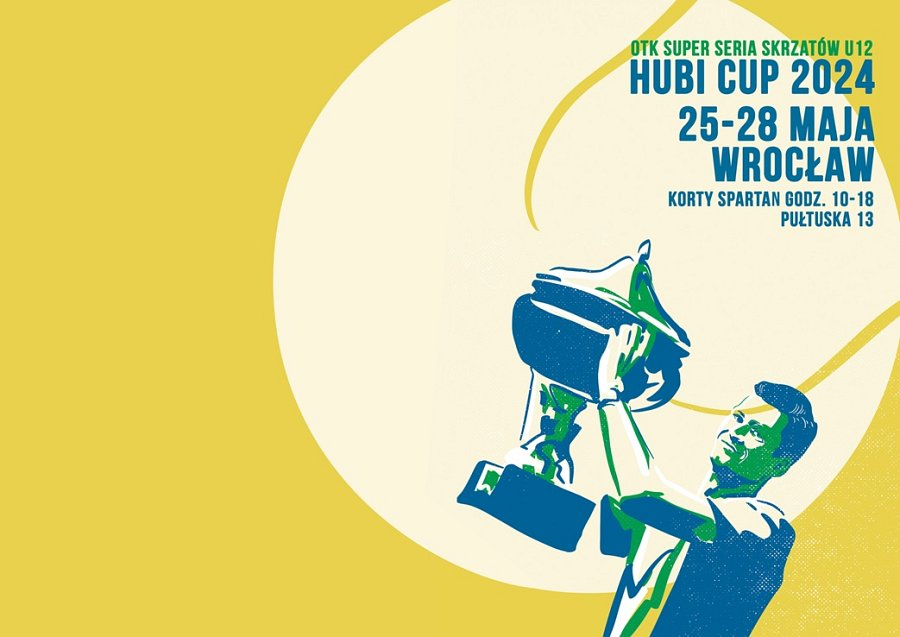 OTK SUPER SERIA SKRZATÓW U12
HUBI CUP 2024
25-28 MAJA
WROCŁAW
KORTY SPARTAN GODZ. 10-18
PUŁTUSKA 13